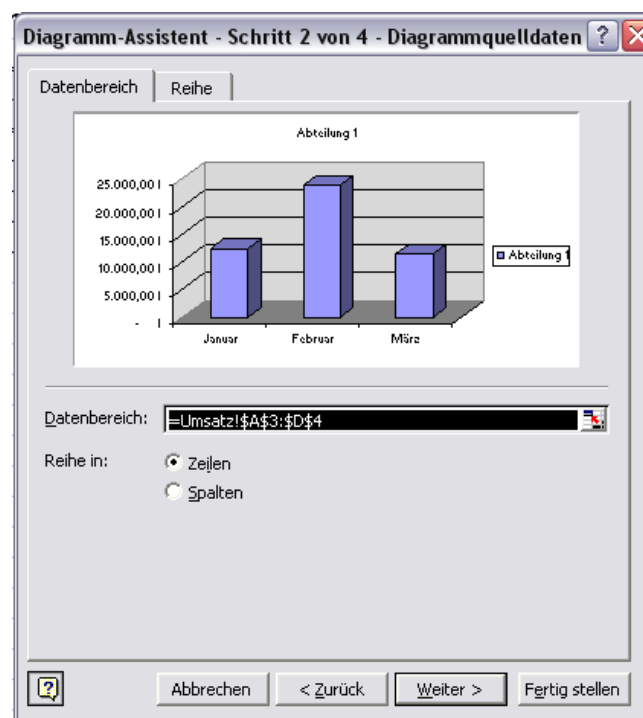 Diagramm-Assistent - Schritt 2 von 4 - Diagrammquelldaten ? X
Datenbereich Reihe
Abteilung 1
25.000,00 I
20.000,00 I
15.000,00 I
10.000,00 I
5.000,00 I
- I
Januar Februar März
Abteilung 1
Datenbereich: =Umsatz!$A$3:$D$4
Reihe in: Zeilen
Spalten
? Abbrechen < Zurück Weiter > Fertig stellen